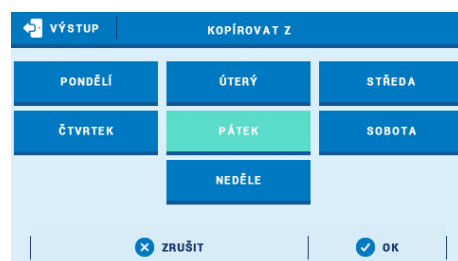 VÝSTUP KOPÍROVAT Z
PONDĚLÍ ÚTERÝ STŘEDA
ČTVRTEK PÁTEK SOBOTA
NEDĚLE
ZRUŠIT OK